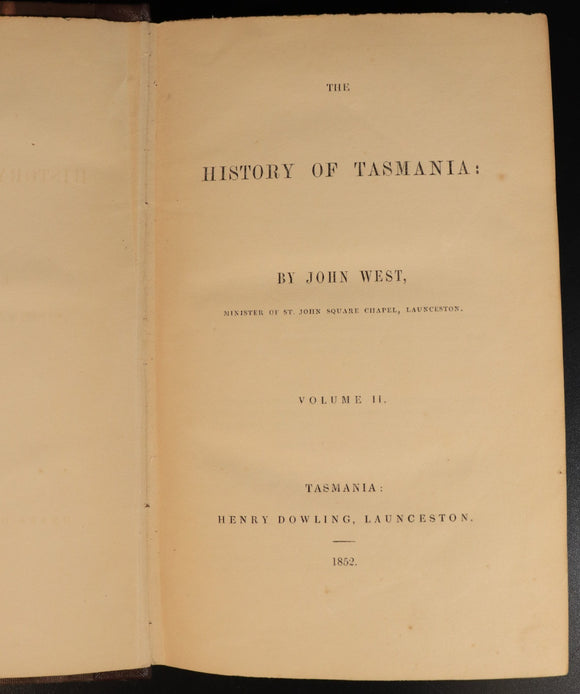 THE
HISTORY OF TASMANIA:
BY JOHN WEST,
MINISTER OF ST. JOHN SQUARE CHAPEL, LAUNCESTON.
VOLUME II.
TASMANIA:
HENRY DOWLING, LAUNCESTON.
1852.